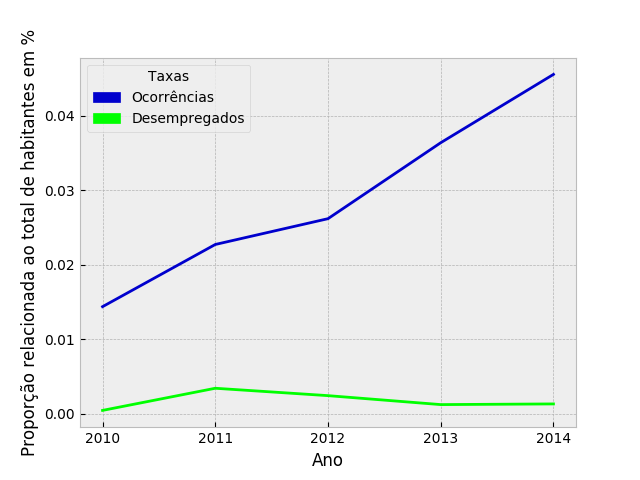 Proporção relacionada ao total de habitantes em %
Taxas
Ocorrências
Desempregados
0.04
0.03
0.02
0.01
0.00
2010 2011 2012 2013 2014
Ano